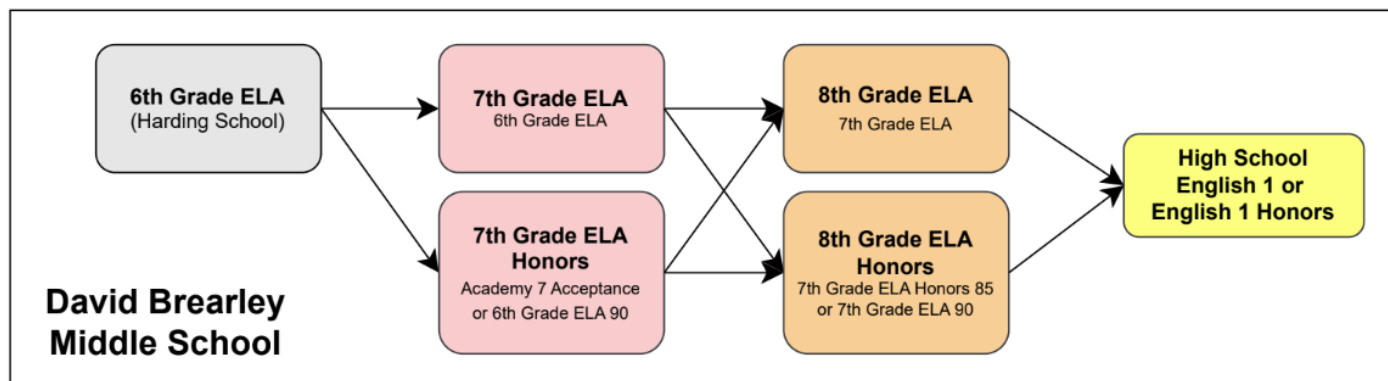 6th Grade ELA
(Harding School)
7th Grade ELA
6th Grade ELA
7th Grade ELA
Honors
Academy 7 Acceptance
or 6th Grade ELA 90
8th Grade ELA
7th Grade ELA
8th Grade ELA
Honors
7th Grade ELA Honors 85
or 7th Grade ELA 90
High School
English 1 or
English 1 Honors
David Brearley
Middle School